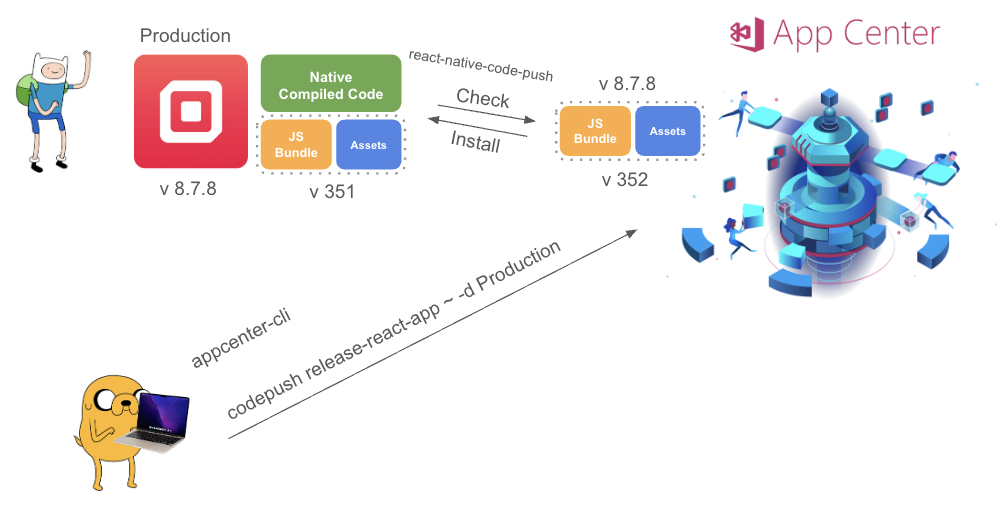 App Center
Production
react-native-code-push
Native
Compiled Code
Check
Install
v 8.7.8
JS
Bundle
Assets
JS
Bundle
Assets
v 8.7.8
v 351
v 352
appcenter-cli
codepush release-react-app ~ -d Production